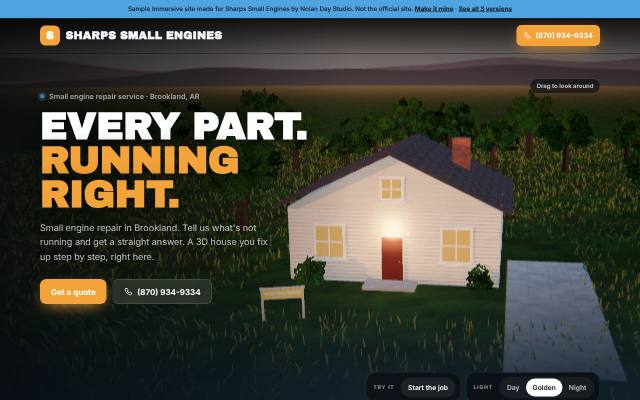 Sample Immersive site made for Sharps Small Engines by Nolan Day Studio. Not the official site. Make it mine · See all 3 versions
S SHARPS SMALL ENGINES
(870) 934-9334
Drag to look around
Small engine repair service · Brookland, AR
EVERY PART.
RUNNING
RIGHT.
Small engine repair in Brookland. Tell us what's not
running and get a straight answer. A 3D house you fix
up step by step, right here.
Get a quote
(870) 934-9334
TRY IT Start the job
LIGHT Day Golden Night